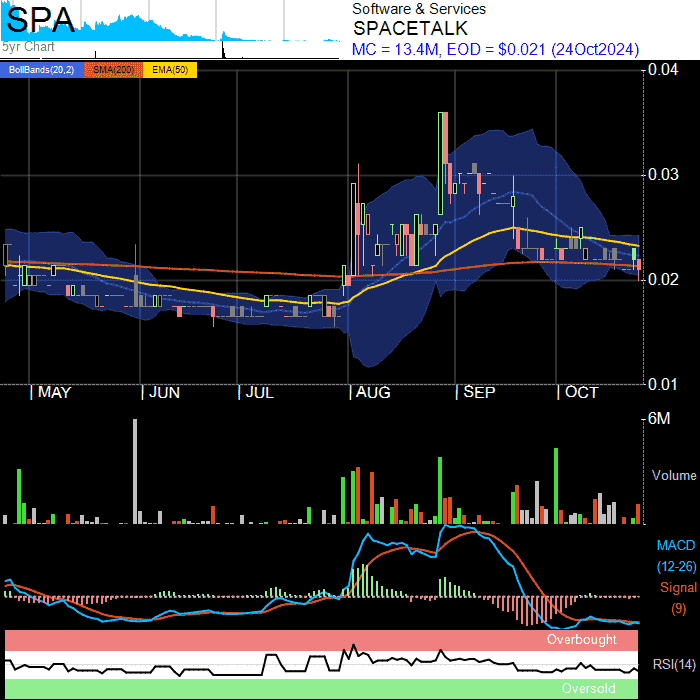 SPA
5yr Chart
Software & Services
SPACETALK
MC = 13.4M, EOD = $0.021 (24Oct2024)
BollBands(20,2) SMA(200) EMA(50)
0.04
0.03
0.02
0.01
MAY JUN JUL AUG SEP OCT
6M
Volume
MACD
(12-26)
Signal
(9)
Overbought
RSI(14)
Oversold